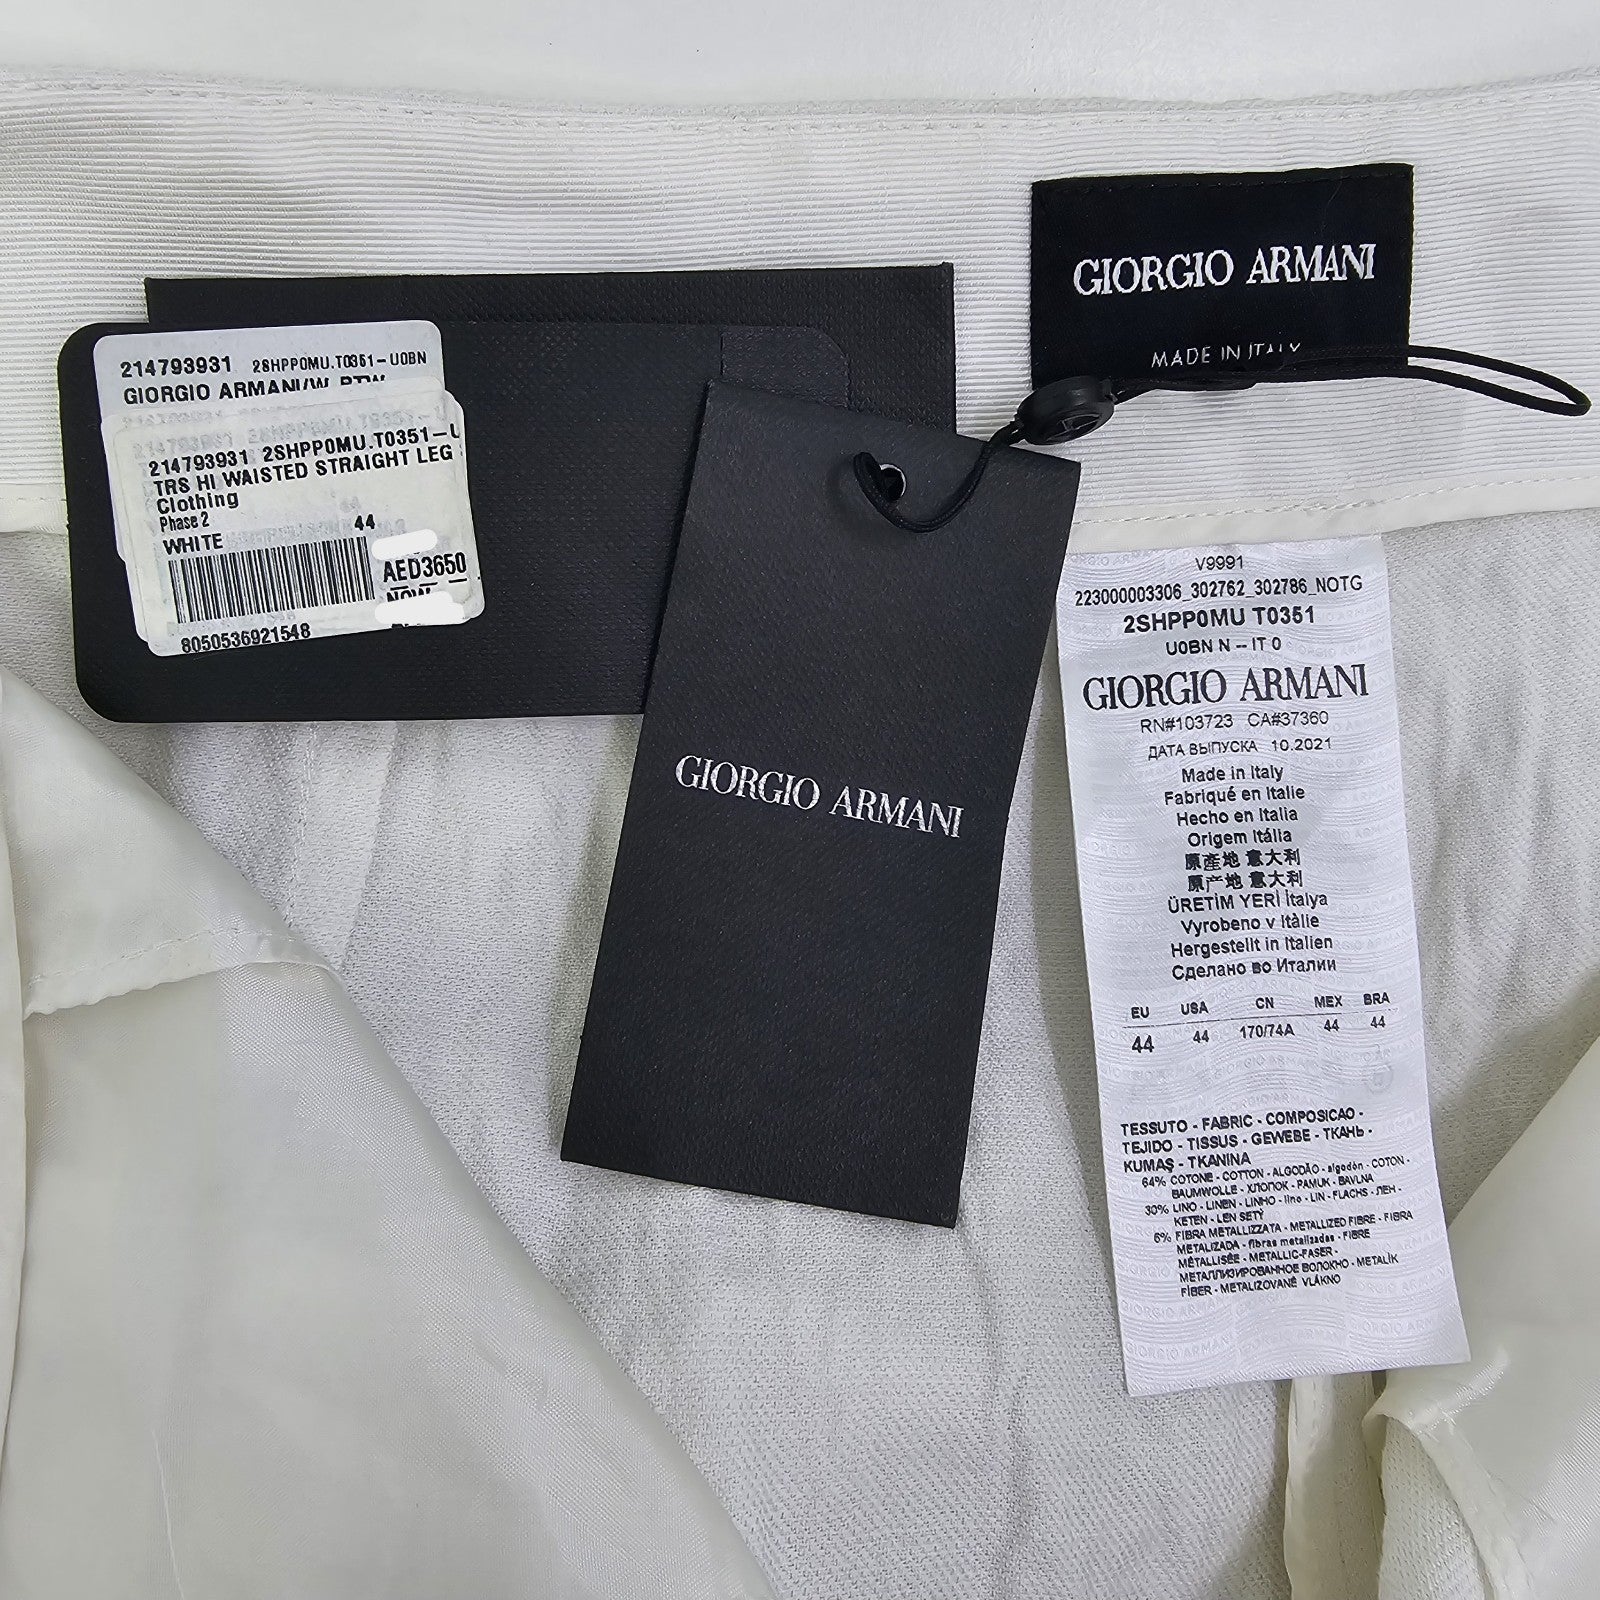 GIORGIO ARMANI
MADE IN ITALY
214793931 2SHPP0MU.T0351-U0BN
GIORGIO ARMANI/W RTW
214793931 2SHPP0MU.T0351-U
TRS HI WAISTED STRAIGHT LEG
Clothing
Phase 2
44
WHITE
AED3650
NOW
8050536921548
GIORGIO ARMANI
V9991
223000003306_302762_302786_NOTG
2SHPP0MU T0351
U0BN N -- IT 0
GIORGIO ARMANI
RN#103723 CA#37360
ДАТА ВЫПУСКА 10.2021
Made in Italy
Fabriqué en Italie
Hecho en Italia
Origem Itália
原產地 意大利
原产地 意大利
ÜRETİM YERİ İtalya
Vyrobeno v Itàlie
Hergestellt in Italien
Сделано во Италии
EU USA CN MEX BRA
44 44 170/74A 44 44
TESSUTO - FABRIC - COMPOSICAO -
TEJIDO - TISSUS - GEWEBE - ТКАНЬ -
KUMAŞ - TKANINA
64% COTONE - COTTON - ALGODÃO - algodón - COTON -
BAUMWOLLE - ХЛОПОК - PAMUK - BAVLNA
30% LINO - LINEN - LINHO - lino - LIN - FLACHS - ЛЕН -
KETEN - LEN SETÝ
6% FIBRA METALLIZZATA - METALLIZED FIBRE - FIBRA
METALIZADA - fibras metalizadas - FIBRE
MÉTALLISÉE - METALLIC-FASER -
МЕТАЛЛИЗИРОВАННОЕ ВОЛОКНО - METALİK
FİBER - METALIZOVANÉ VLÁKNO